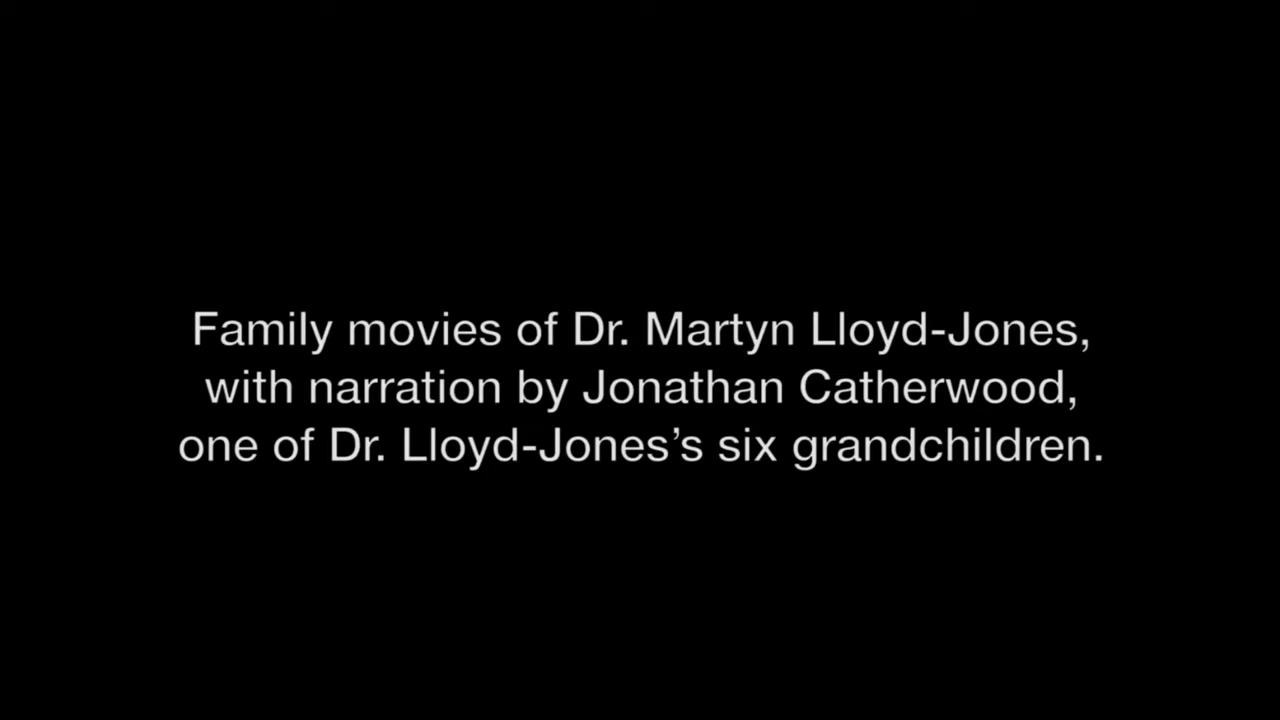 Family movies of Dr. Martyn Lloyd-Jones,
with narration by Jonathan Catherwood,
one of Dr. Lloyd-Jones’s six grandchildren.